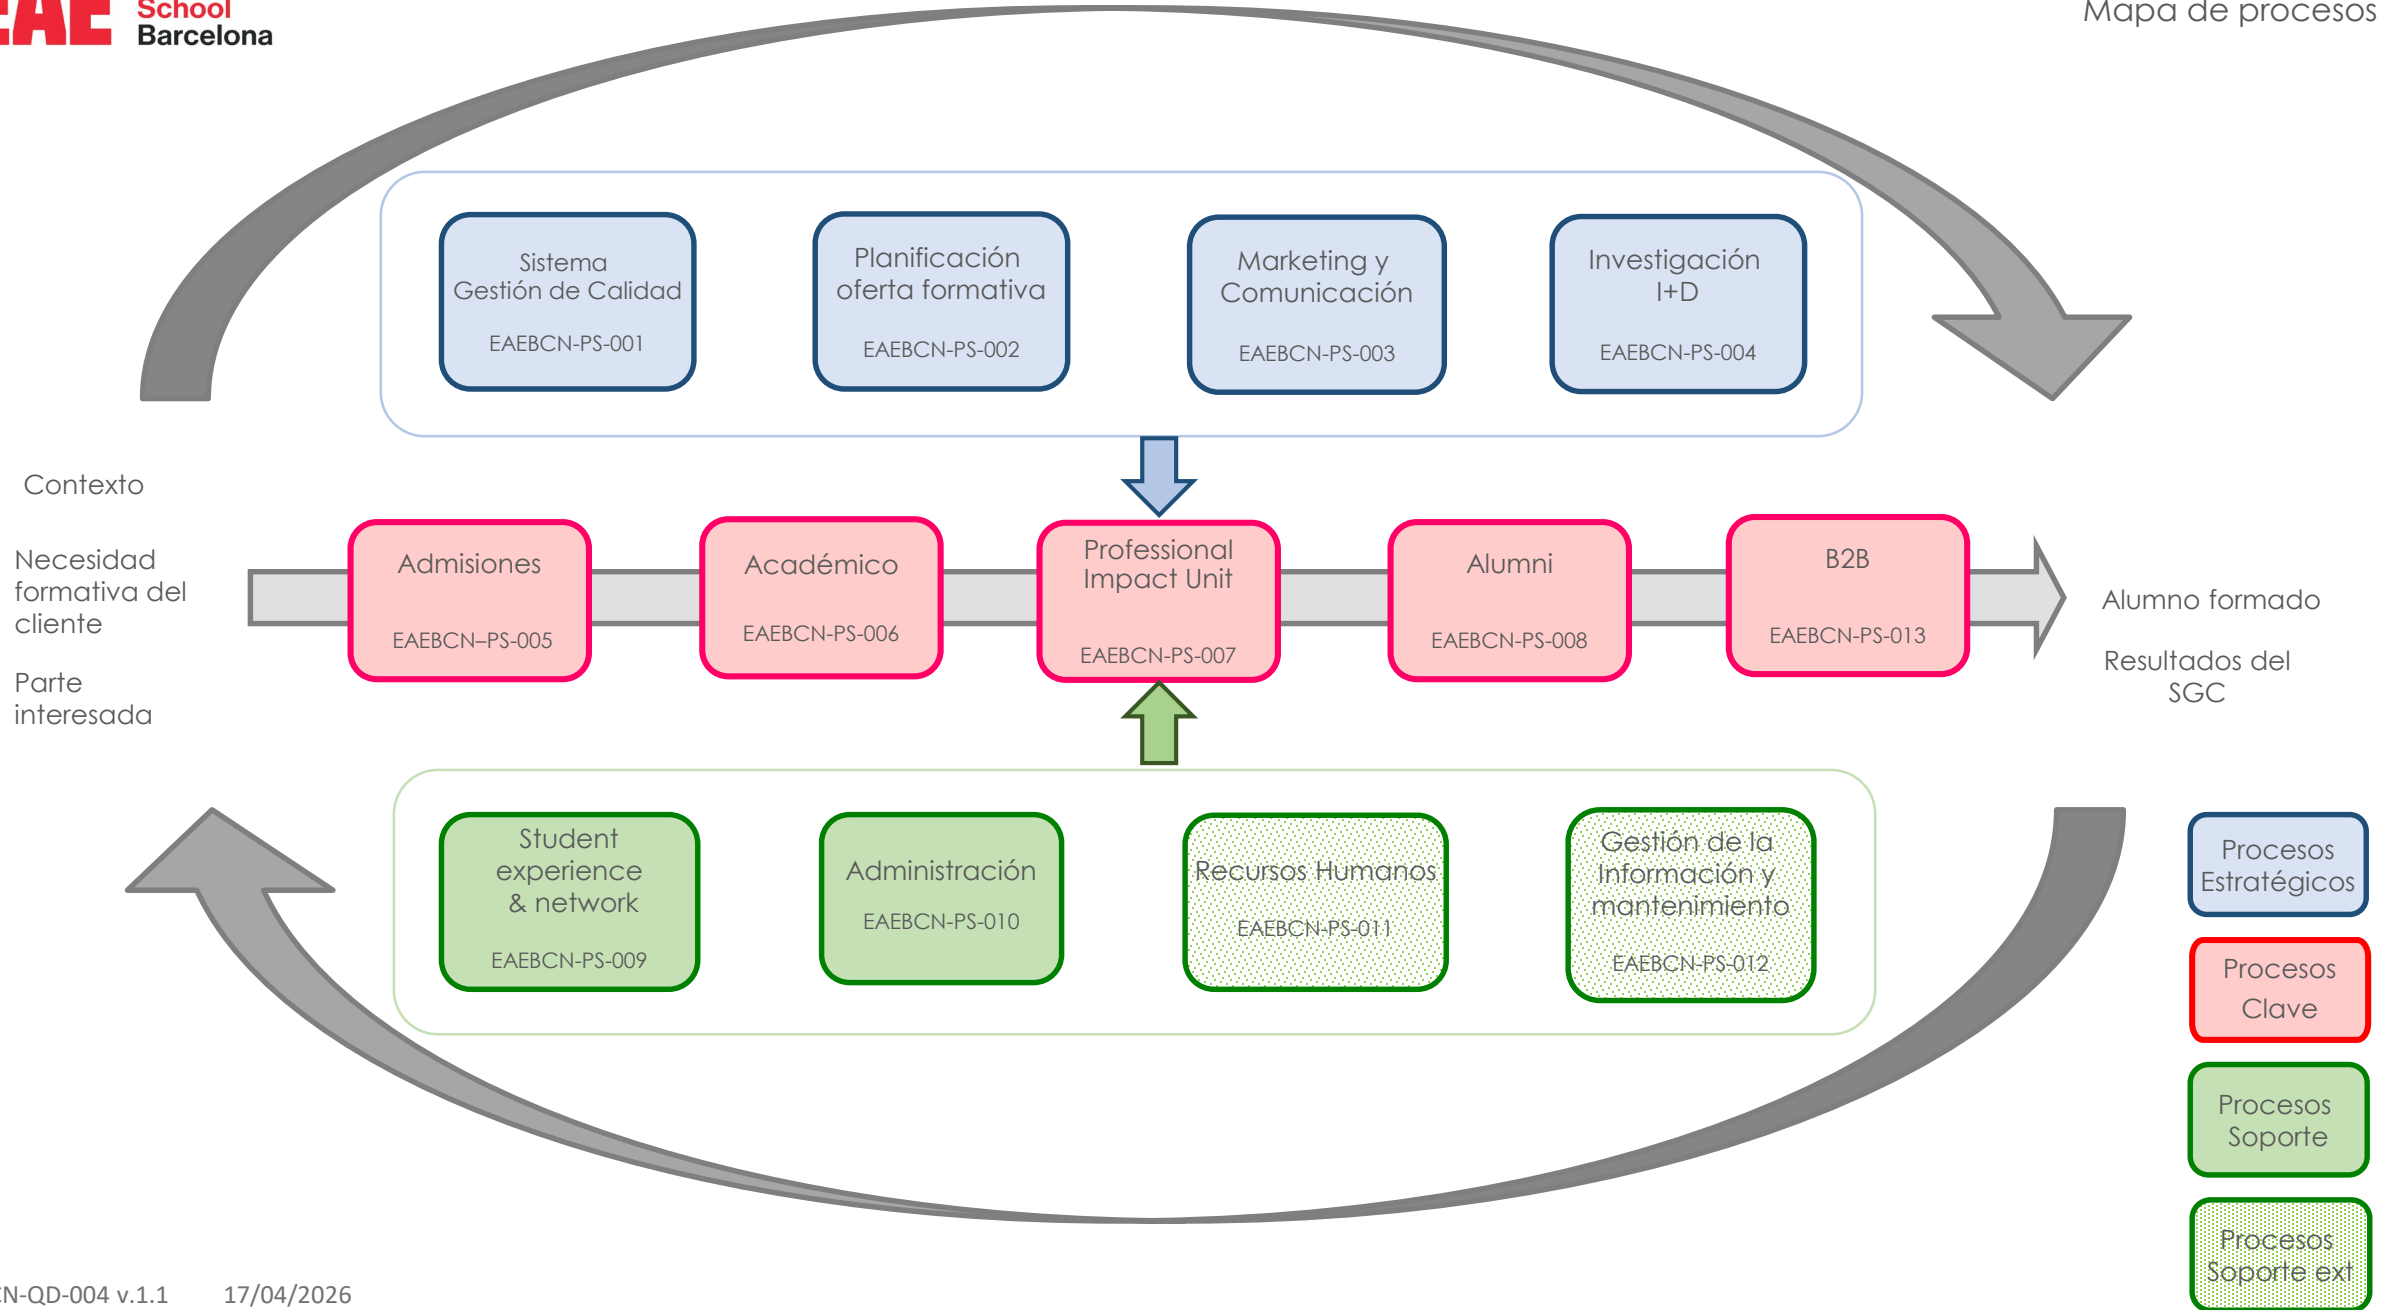 EAE
School
Barcelona
Mapa de procesos
Sistema
Gestión de Calidad
EAEBCN-PS-001
Planificación
oferta formativa
EAEBCN-PS-002
Marketing y
Comunicación
EAEBCN-PS-003
Investigación
I+D
EAEBCN-PS-004
Contexto
Necesidad
formativa del
cliente
Parte
interesada
Admisiones
EAEBCN–PS-005
Académico
EAEBCN-PS-006
Professional
Impact Unit
EAEBCN-PS-007
Alumni
EAEBCN-PS-008
B2B
EAEBCN-PS-013
Alumno formado
Resultados del
SGC
Student
experience
& network
EAEBCN-PS-009
Administración
EAEBCN-PS-010
Recursos Humanos
EAEBCN-PS-011
Gestión de la
Información y
mantenimiento
EAEBCN-PS-012
Procesos
Estratégicos
Procesos
Clave
Procesos
Soporte
Procesos
Soporte ext
CN-QD-004 v.1.1 17/04/2026